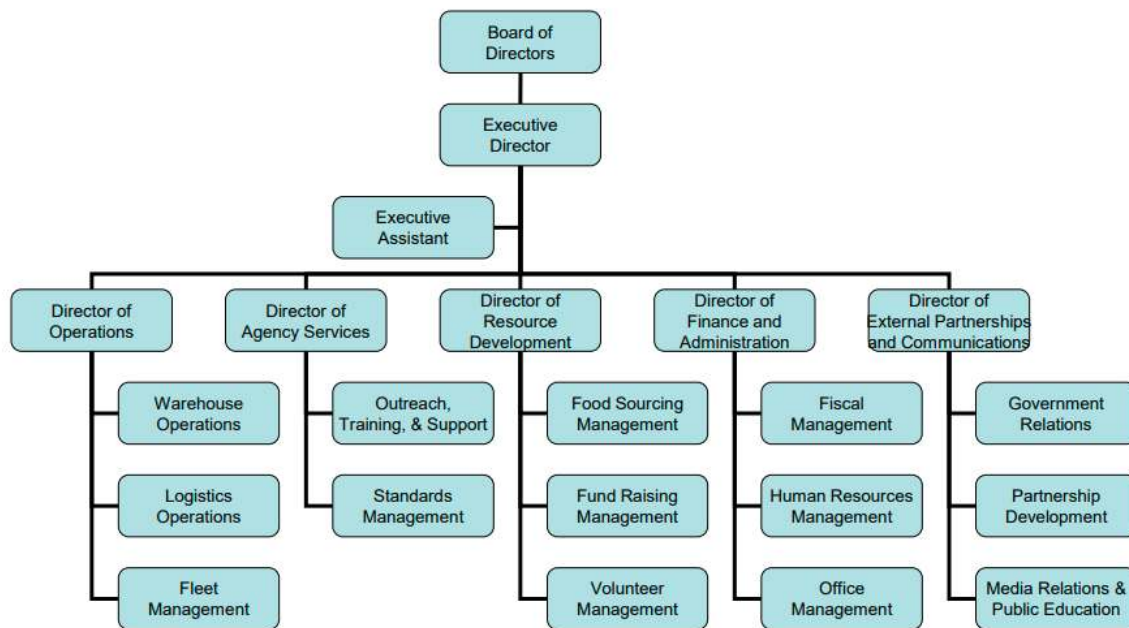 Board of
Directors
Executive
Director
Executive
Assistant
Director of
Operations
Director of
Agency Services
Director of
Resource
Development
Director of
Finance and
Administration
Director of
External Partnerships
and Communications
Warehouse
Operations
Outreach,
Training, & Support
Food Sourcing
Management
Fiscal
Management
Government
Relations
Logistics
Operations
Standards
Management
Fund Raising
Management
Human Resources
Management
Partnership
Development
Fleet
Management
Volunteer
Management
Office
Management
Media Relations &
Public Education